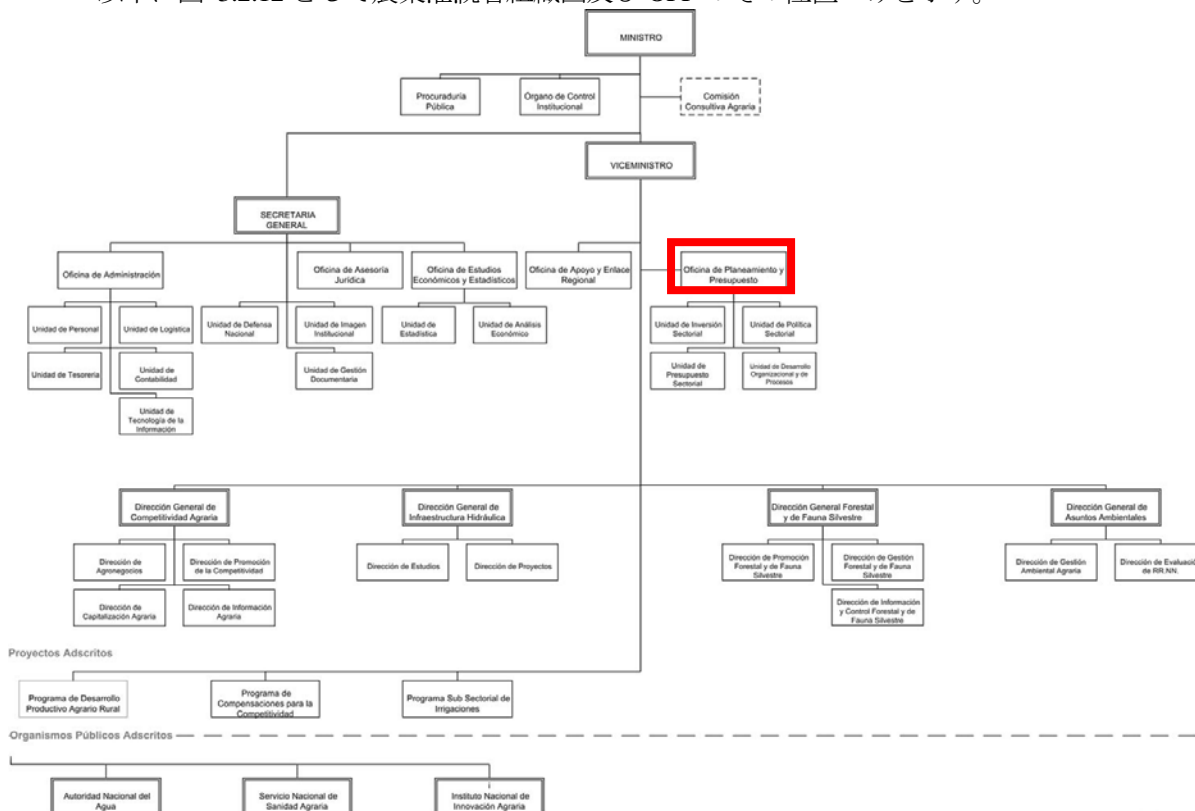 MINISTRO
Procuraduría
Pública
Órgano de Control
Institucional
Comisión
Consultiva Agraria
VICEMINISTRO
SECRETARIA
GENERAL
Oficina de Administración
Oficina de Asesoría
Jurídica
Oficina de Estudios
Económicos y Estadísticos
Oficina de Apoyo y Enlace
Regional
Oficina de Planeamiento y
Presupuesto
Unidad de Personal
Unidad de Logística
Unidad de Defensa
Nacional
Unidad de Imagen
Institucional
Unidad de
Estadística
Unidad de Análisis
Económico
Unidad de Inversión
Sectorial
Unidad de Política
Sectorial
Unidad de Tesorería
Unidad de
Contabilidad
Unidad de Gestión
Documentaria
Unidad de
Presupuesto
Sectorial
Unidad de Desarrollo
Organizacional y de
Procesos
Unidad de
Tecnología de la
Información
Dirección General de
Competitividad Agraria
Dirección General de
Infraestructura Hidráulica
Dirección General Forestal
y de Fauna Silvestre
Dirección General de
Asuntos Ambientales
Dirección de
Agronegocios
Dirección de Promoción
de la Competitividad
Dirección de Estudios
Dirección de Proyectos
Dirección de Promoción
Forestal y de Fauna
Silvestre
Dirección de Gestión
Forestal y de Fauna
Silvestre
Dirección de Gestión
Ambiental Agraria
Dirección de Evaluación
de RR.NN.
Dirección de
Capitalización Agraria
Dirección de Información
Agraria
Dirección de Información
y Control Forestal y de
Fauna Silvestre
Proyectos Adscritos
Programa de Desarrollo
Productivo Agrario Rural
Programa de
Compensaciones para la
Competitividad
Programa Sub Sectorial de
Irrigaciones
Organismos Públicos Adscritos
Autoridad Nacional del
Agua
Servicio Nacional de
Sanidad Agraria
Instituto Nacional de
Innovación Agraria